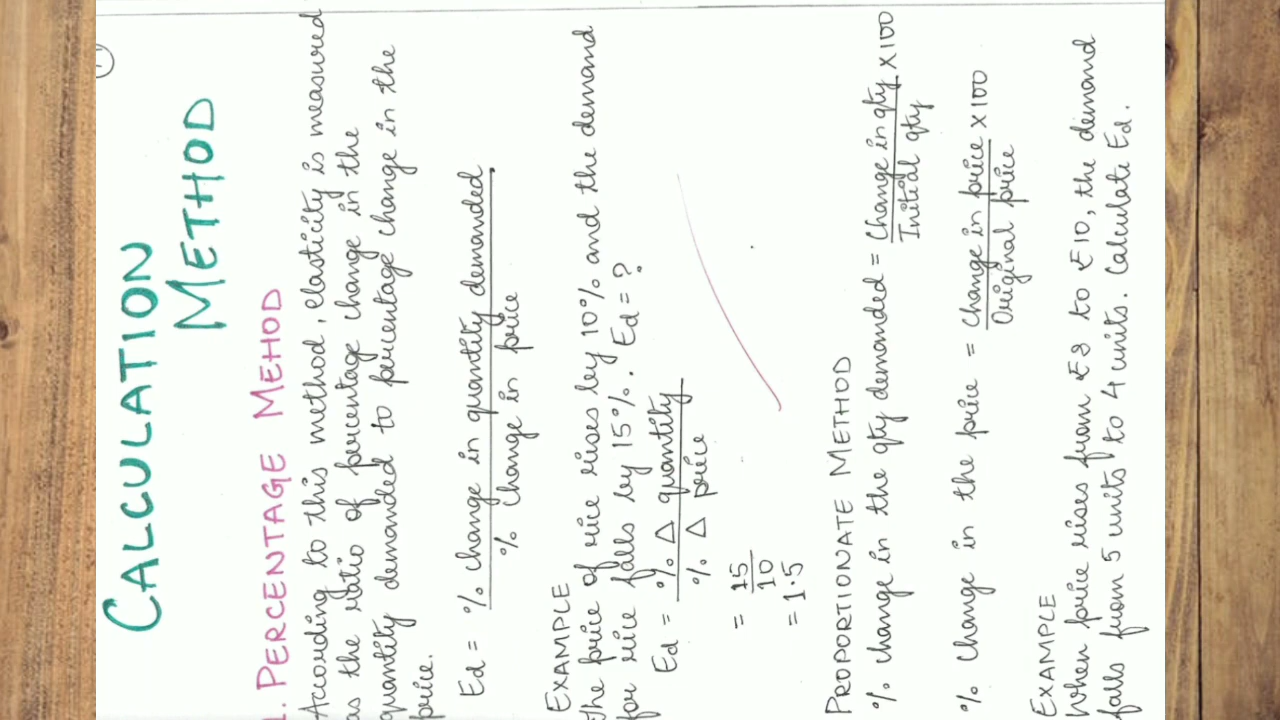 CALCULATION
METHOD
1. PERCENTAGE MEHOD
According to this method, elasticity is measured
as the ratio of percentage change in the
quantity demanded to percentage change in the
price.
Ed = % change in quantity demanded
% change in price
EXAMPLE
the price of rice rises by 10% and the demand
for rice falls by 15%. Ed = ?
Ed = % Δ quantity
% Δ price
= 15
10
= 1.5
PROPORTIONATE METHOD
% change in the qty demanded = Change in qty X 100
Initial qty
% Change in the price = Change in price X 100
Original price
EXAMPLE
When price rises from ₹8 to ₹10, the demand
falls from 5 units to 4 units. Calculate Ed.